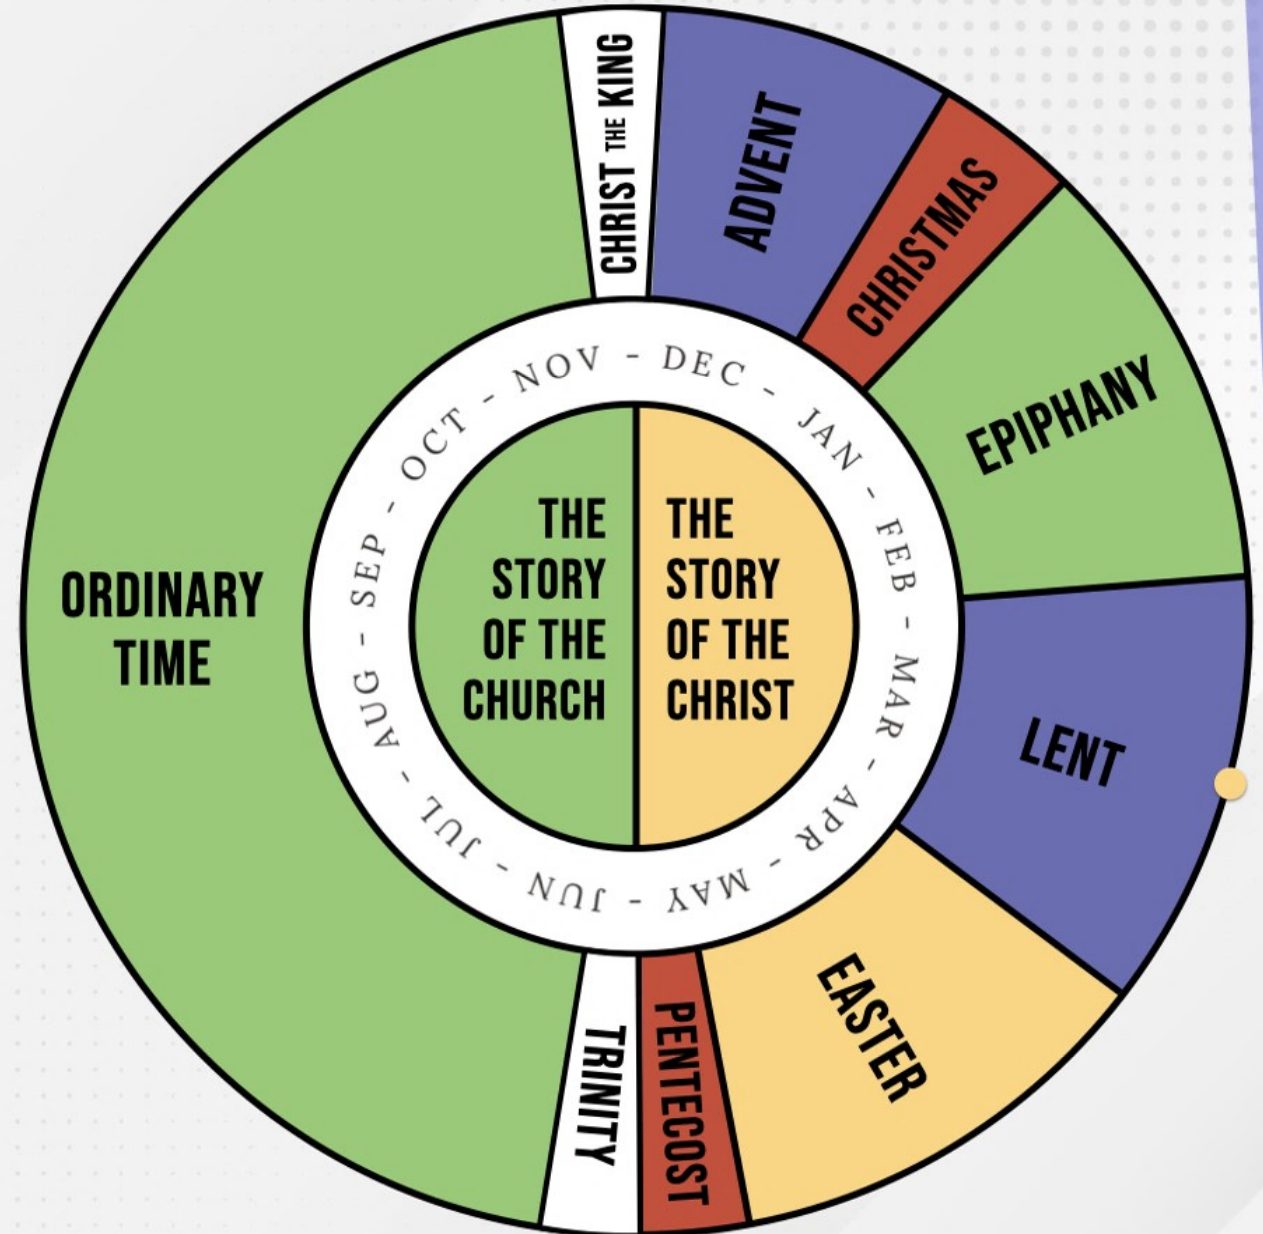 CHRIST THE KING
ADVENT
CHRISTMAS
EPIPHANY
LENT
EASTER
PENTECOST
TRINITY
ORDINARY
TIME
NOV - DEC - JAN - FEB - MAR - APR - MAY - JUN - JUL - AUG - SEP - OCT -
THE
STORY
OF THE
CHURCH
THE
STORY
OF THE
CHRIST